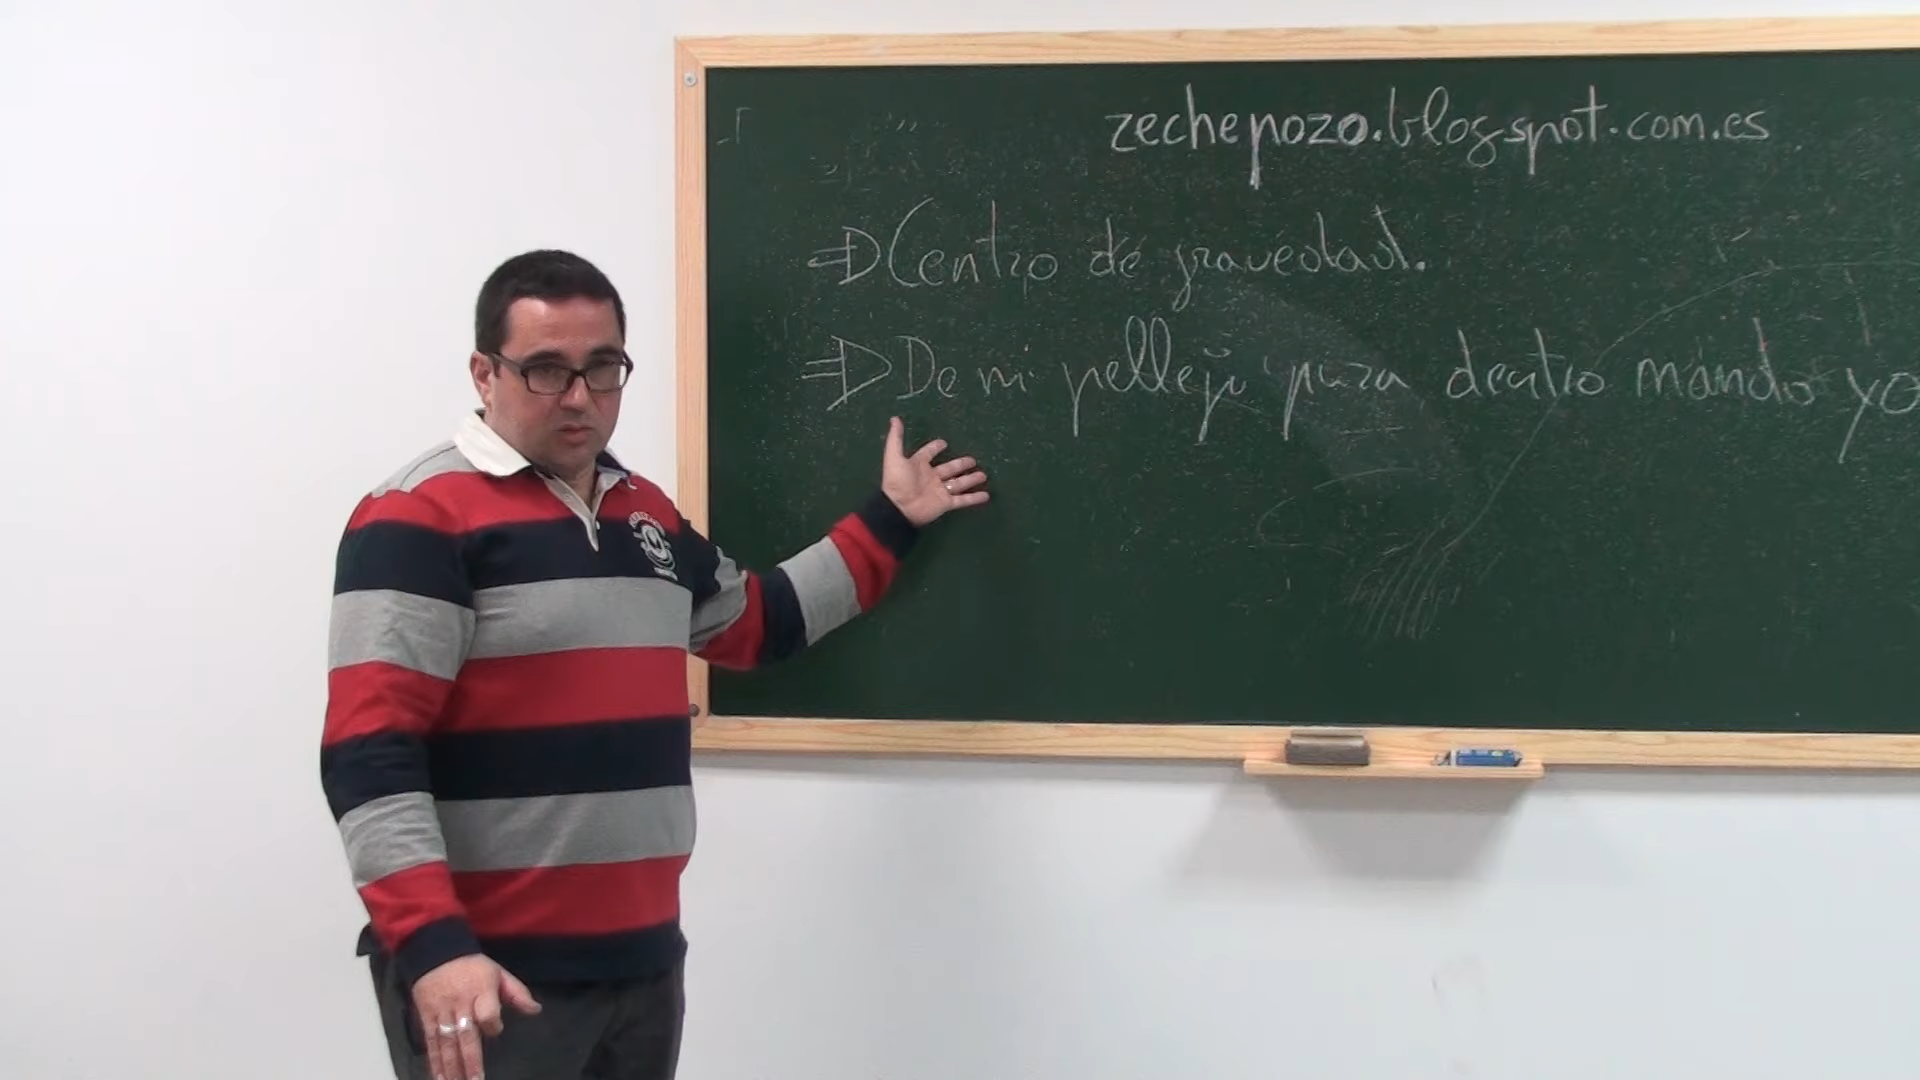 zechepozo.blogspot.com.es
⇒ Centro de gravedad.
⇒ De mi pellejo para dentro mando yo